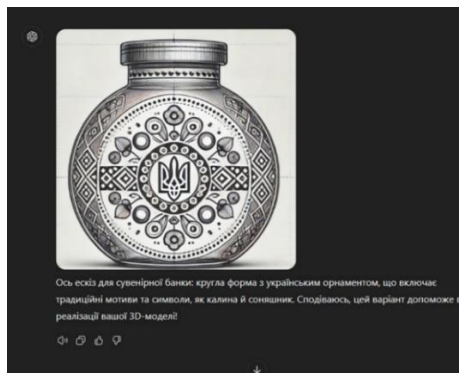 Ось ескіз для сувенірної банки: кругла форма з українським орнаментом, що включає
традиційні мотиви та символи, як калина й соняшник. Сподіваюсь, цей варіант допоможе в
реалізації вашої 3D-моделі!